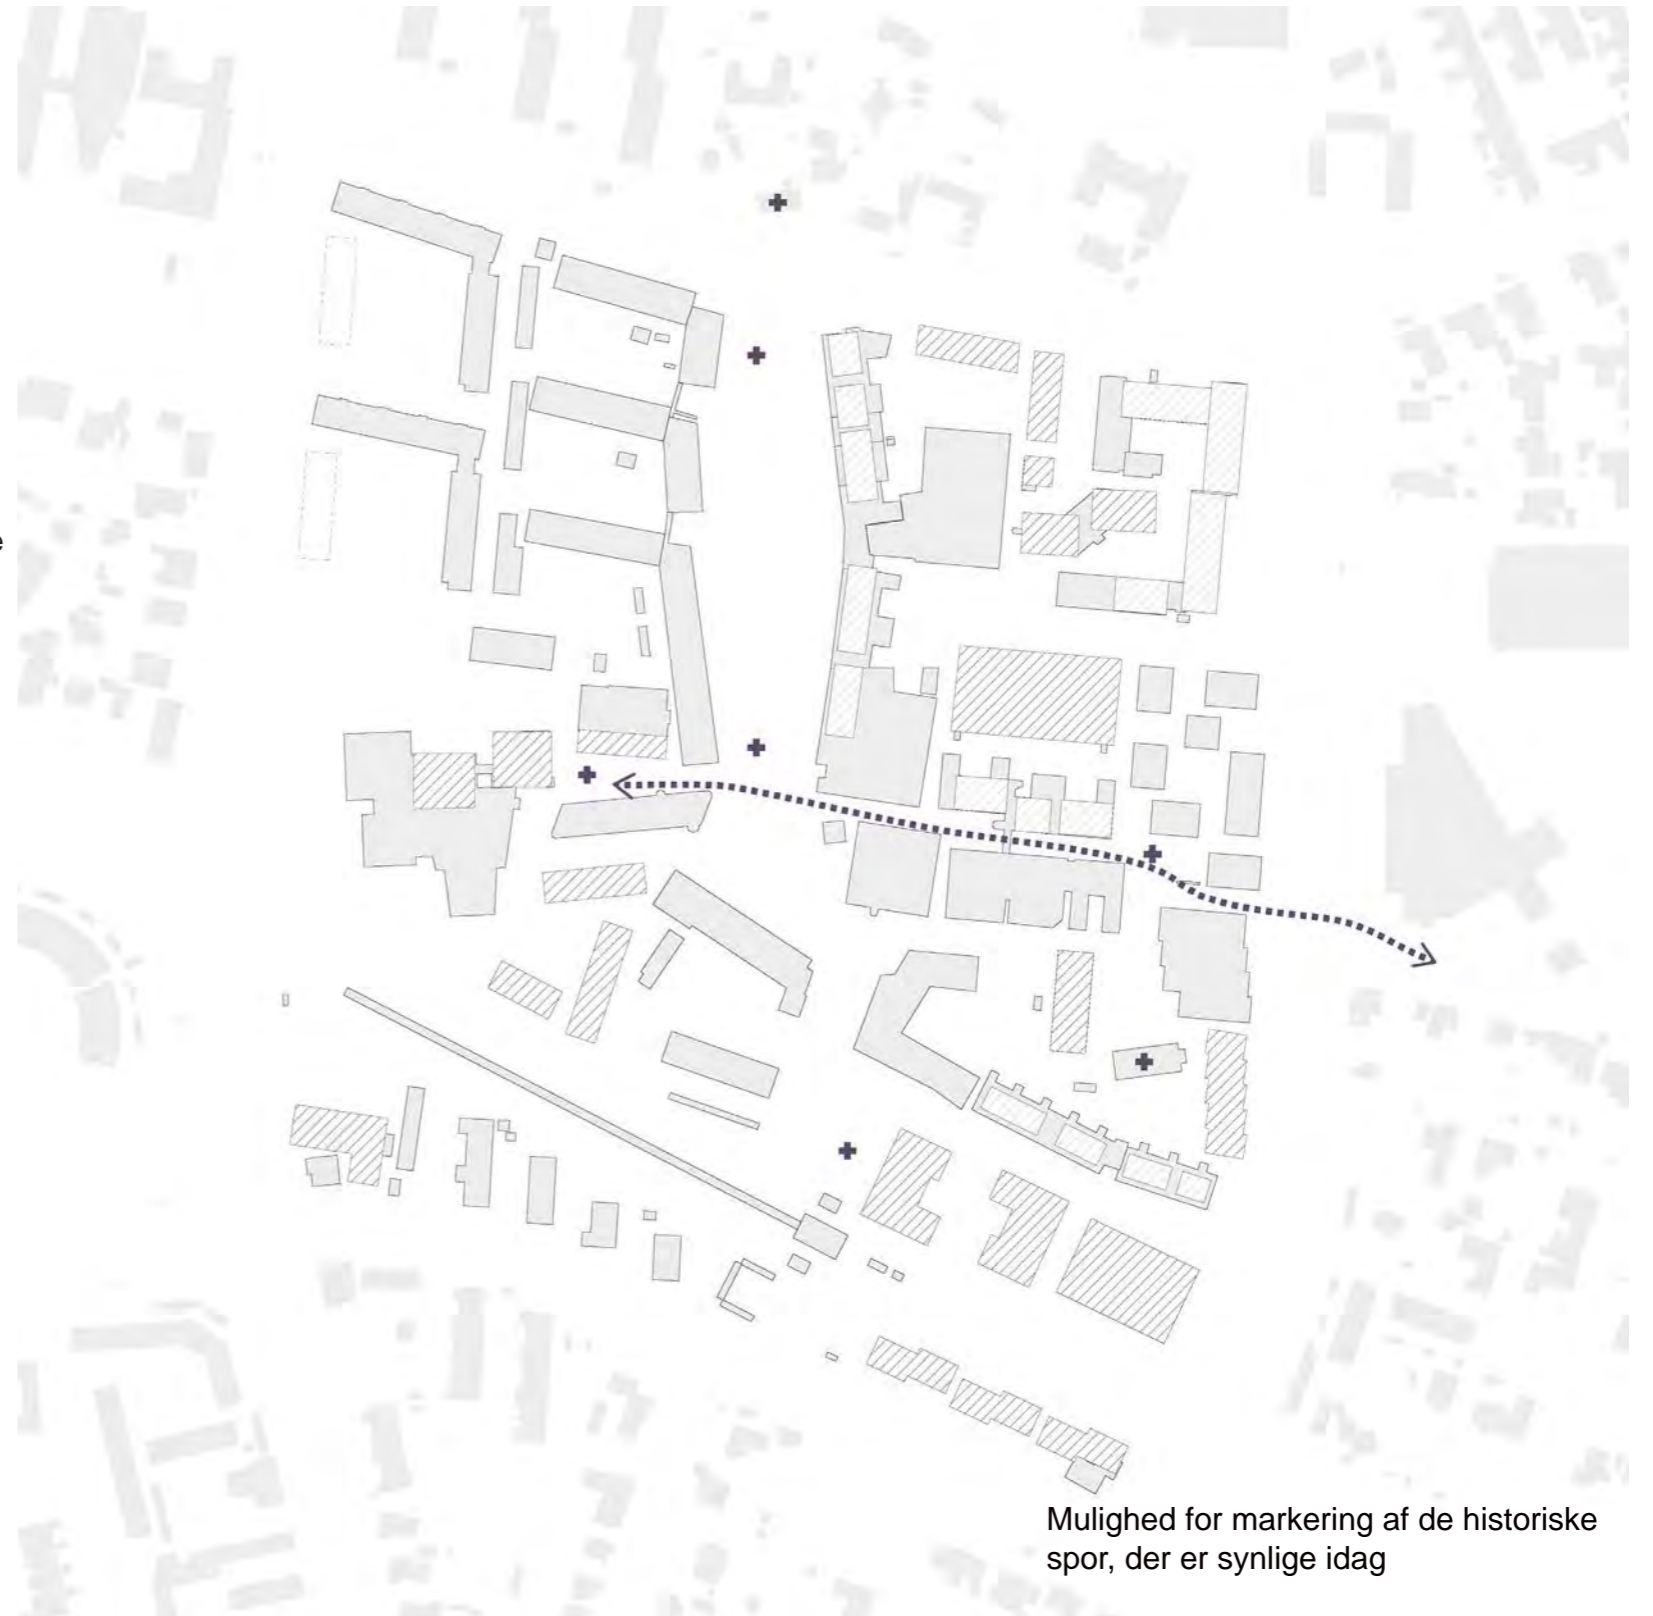 e
Mulighed for markering af de historiske
spor, der er synlige idag